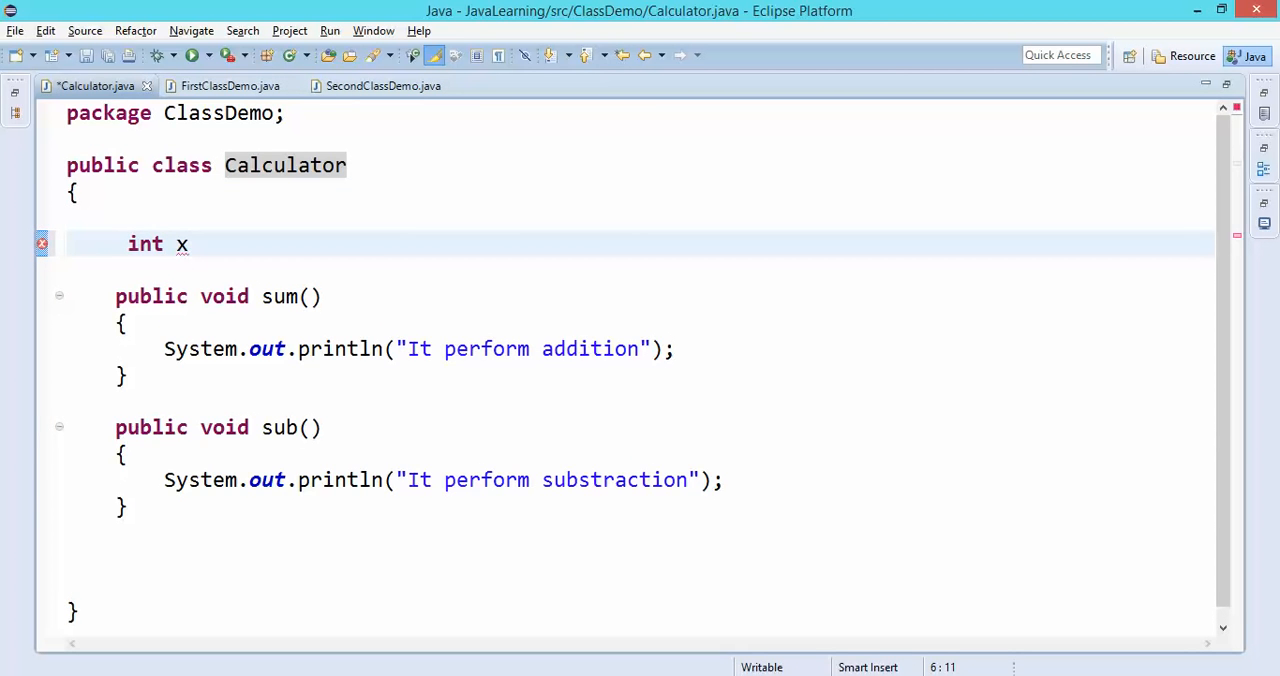 Java - JavaLearning/src/ClassDemo/Calculator.java - Eclipse Platform
File Edit Source Refactor Navigate Search Project Run Window Help
Quick Access Resource Java
*Calculator.java FirstClassDemo.java SecondClassDemo.java
package ClassDemo;
public class Calculator
{
int x
public void sum()
{
System.out.println("It perform addition");
}
public void sub()
{
System.out.println("It perform substraction");
}
}
Writable Smart Insert 6 : 11